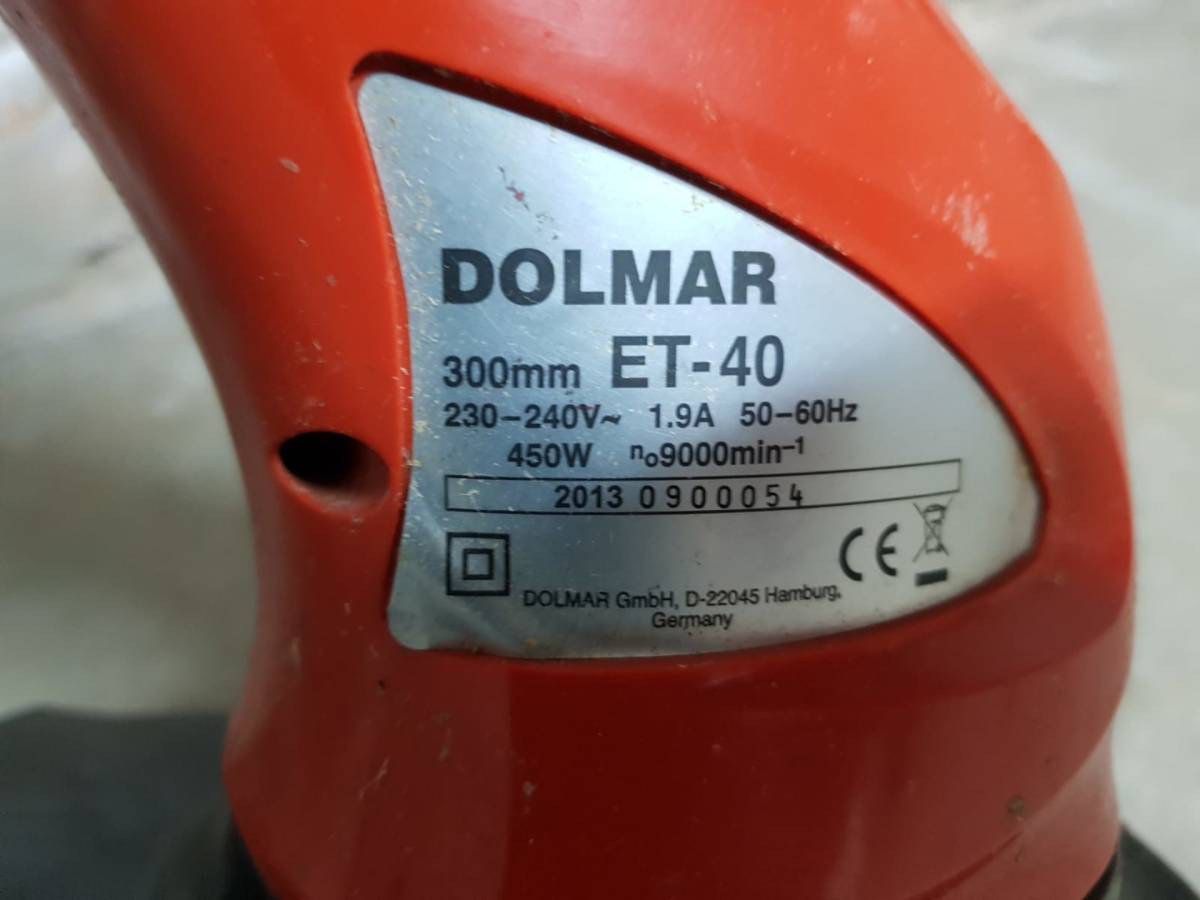 DOLMAR
300mm ET-40
230-240V~ 1.9A 50-60Hz
450W no9000min-1
2013 0900054
CE
DOLMAR GmbH, D-22045 Hamburg,
Germany